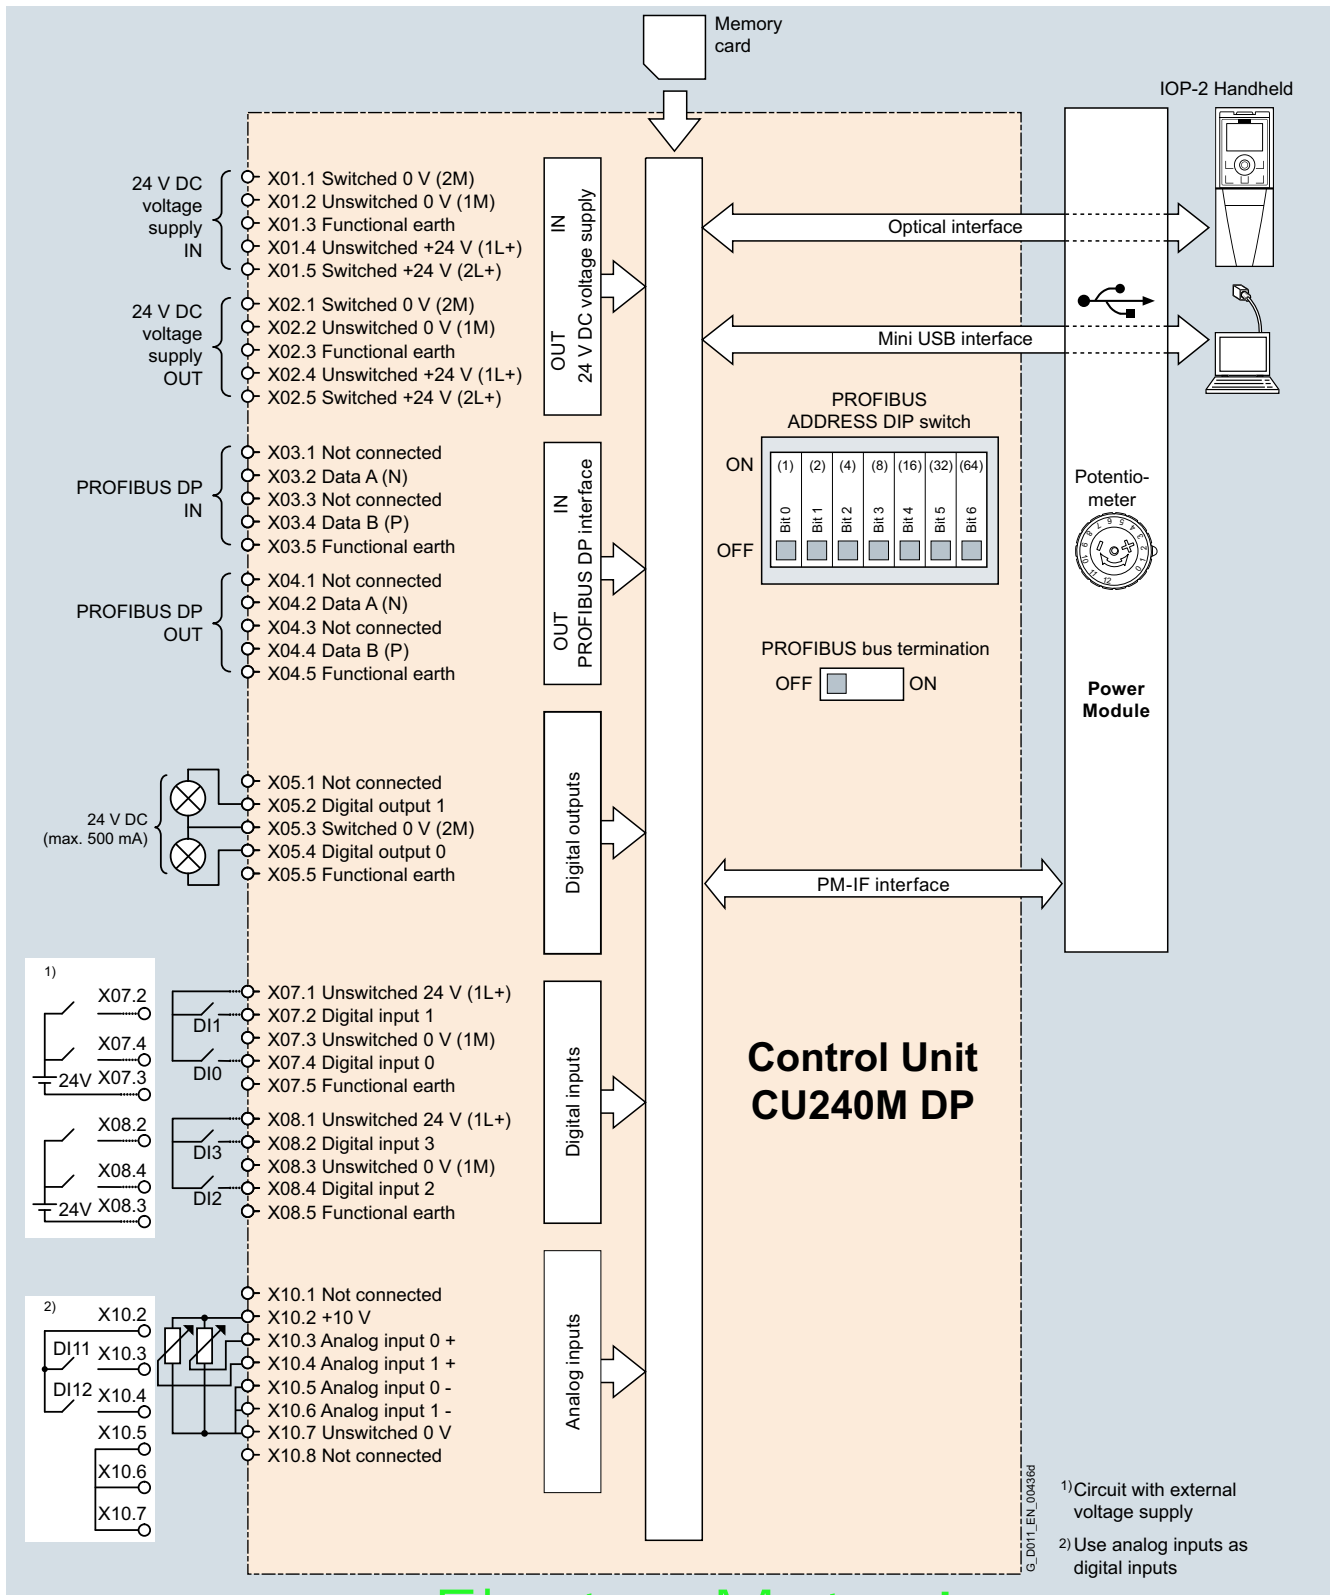 Memory
card
IOP-2 Handheld
24 V DC
voltage
supply
IN
X01.1 Switched 0 V (2M)
X01.2 Unswitched 0 V (1M)
X01.3 Functional earth
X01.4 Unswitched +24 V (1L+)
X01.5 Switched +24 V (2L+)
24 V DC
voltage
supply
OUT
X02.1 Switched 0 V (2M)
X02.2 Unswitched 0 V (1M)
X02.3 Functional earth
X02.4 Unswitched +24 V (1L+)
X02.5 Switched +24 V (2L+)
OUT IN
24 V DC voltage supply
Optical interface
Mini USB interface
PROFIBUS DP
IN
X03.1 Not connected
X03.2 Data A (N)
X03.3 Not connected
X03.4 Data B (P)
X03.5 Functional earth
PROFIBUS DP
OUT
X04.1 Not connected
X04.2 Data A (N)
X04.3 Not connected
X04.4 Data B (P)
X04.5 Functional earth
OUT IN
PROFIBUS DP interface
PROFIBUS
ADDRESS DIP switch
ON
(1) (2) (4) (8) (16) (32) (64)
Bit 0 Bit 1 Bit 2 Bit 3 Bit 4 Bit 5 Bit 6
OFF
PROFIBUS bus termination
OFF ON
Potentio-
meter
0 1 2 3 4 5 6 7 8 9 10 11 12
Power
Module
24 V DC
(max. 500 mA)
X05.1 Not connected
X05.2 Digital output 1
X05.3 Switched 0 V (2M)
X05.4 Digital output 0
X05.5 Functional earth
Digital outputs
PM-IF interface
1)
X07.2
X07.4
24V X07.3
X08.2
X08.4
24V X08.3
DI1
DI0
X07.1 Unswitched 24 V (1L+)
X07.2 Digital input 1
X07.3 Unswitched 0 V (1M)
X07.4 Digital input 0
X07.5 Functional earth
DI3
DI2
X08.1 Unswitched 24 V (1L+)
X08.2 Digital input 3
X08.3 Unswitched 0 V (1M)
X08.4 Digital input 2
X08.5 Functional earth
Digital inputs
Control Unit
CU240M DP
2)
X10.2
DI11 X10.3
DI12 X10.4
X10.5
X10.6
X10.7
X10.1 Not connected
X10.2 +10 V
X10.3 Analog input 0 +
X10.4 Analog input 1 +
X10.5 Analog input 0 -
X10.6 Analog input 1 -
X10.7 Unswitched 0 V
X10.8 Not connected
Analog inputs
G_D011_EN_00436d
1) Circuit with external
voltage supply
2) Use analog inputs as
digital inputs